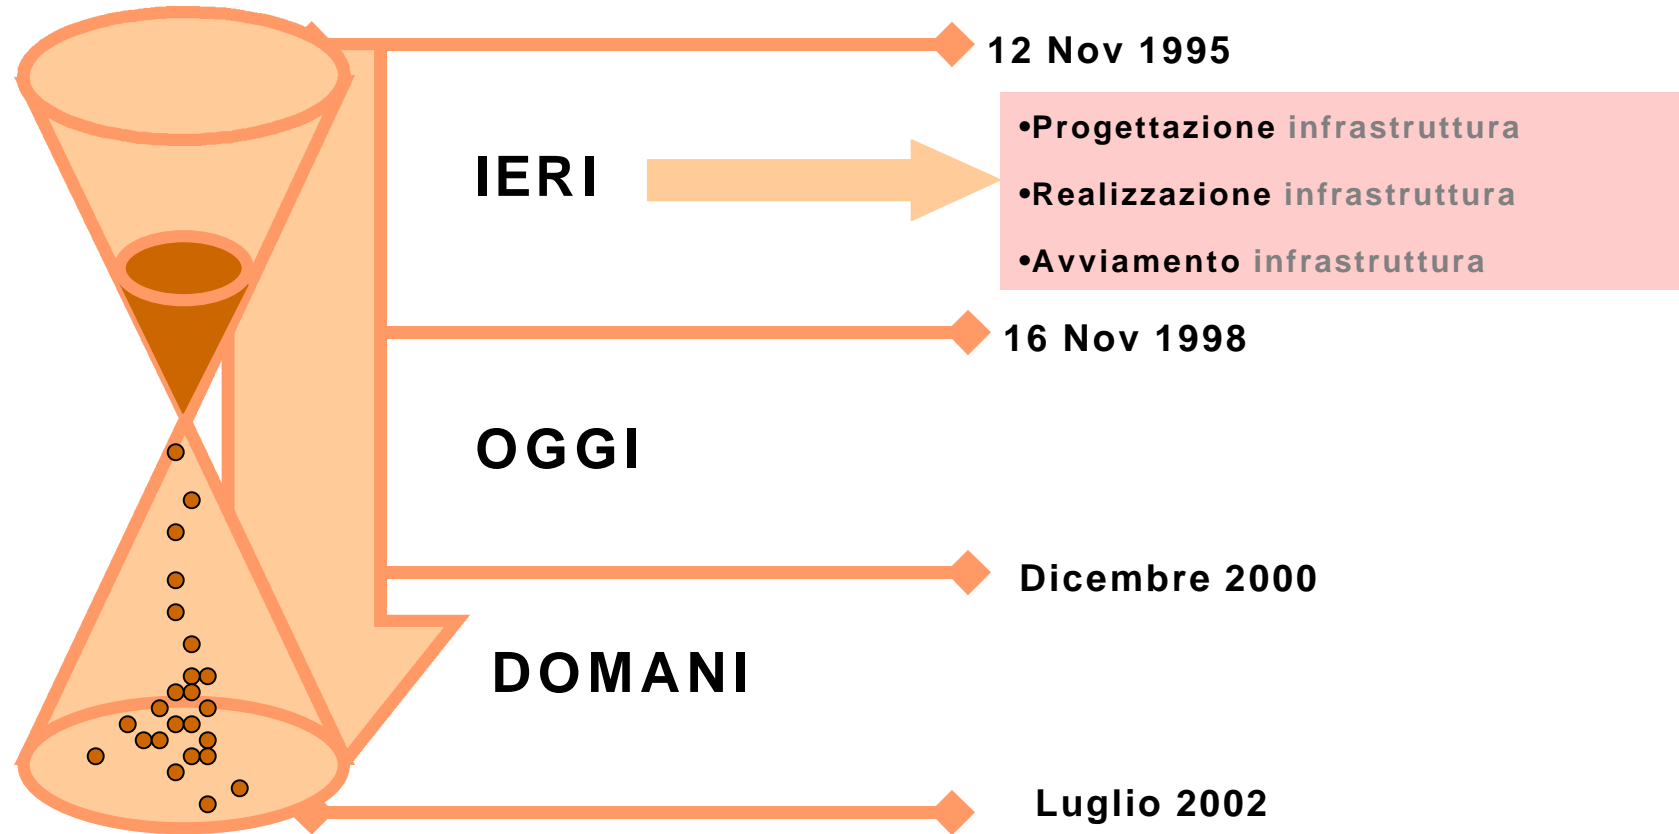 12 Nov 1995
•Progettazione infrastruttura
IERI
•Realizzazione infrastruttura
•Avviamento infrastruttura
16 Nov 1998
OGGI
Dicembre 2000
DOMANI
Luglio 2002